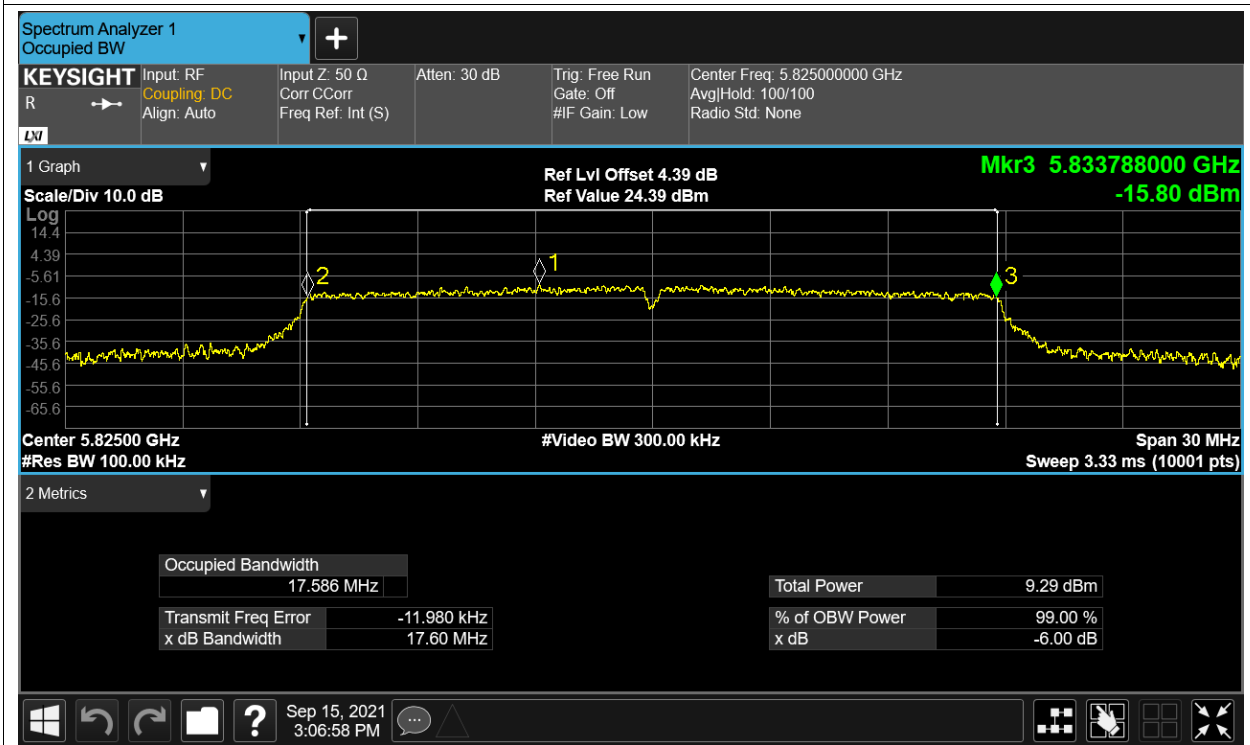 Spectrum Analyzer 1
Occupied BW
KEYSIGHT
R
LXI
Input: RF
Coupling: DC
Align: Auto
Input Z: 50 Ω
Corr CCorr
Freq Ref: Int (S)
Atten: 30 dB
Trig: Free Run
Gate: Off
#IF Gain: Low
Center Freq: 5.825000000 GHz
Avg|Hold: 100/100
Radio Std: None
1 Graph
Scale/Div 10.0 dB
Ref Lvl Offset 4.39 dB
Ref Value 24.39 dBm
Mkr3 5.833788000 GHz
-15.80 dBm
Log
14.4
4.39
-5.61
-15.6
-25.6
-35.6
-45.6
-55.6
-65.6
2
1
3
Center 5.82500 GHz
#Video BW 300.00 kHz
Span 30 MHz
#Res BW 100.00 kHz
Sweep 3.33 ms (10001 pts)
2 Metrics
Occupied Bandwidth
17.586 MHz
Total Power 9.29 dBm
Transmit Freq Error -11.980 kHz
% of OBW Power 99.00 %
x dB Bandwidth 17.60 MHz
x dB -6.00 dB
?
Sep 15, 2021
3:06:58 PM